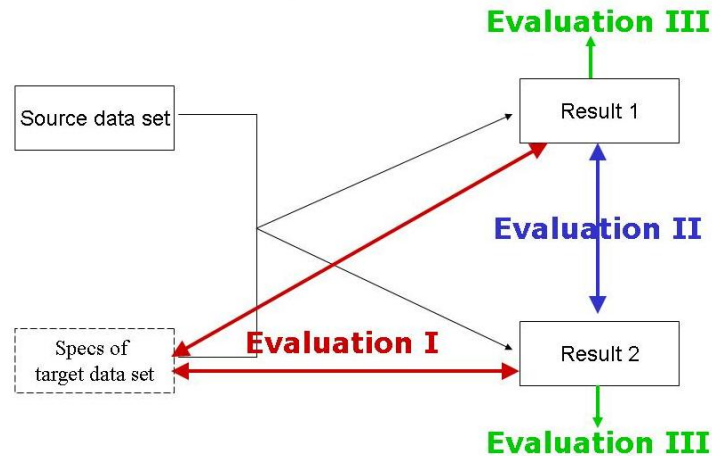 Evaluation III
Source data set
Result 1
Evaluation II
Evaluation I
Specs of
target data set
Result 2
Evaluation III